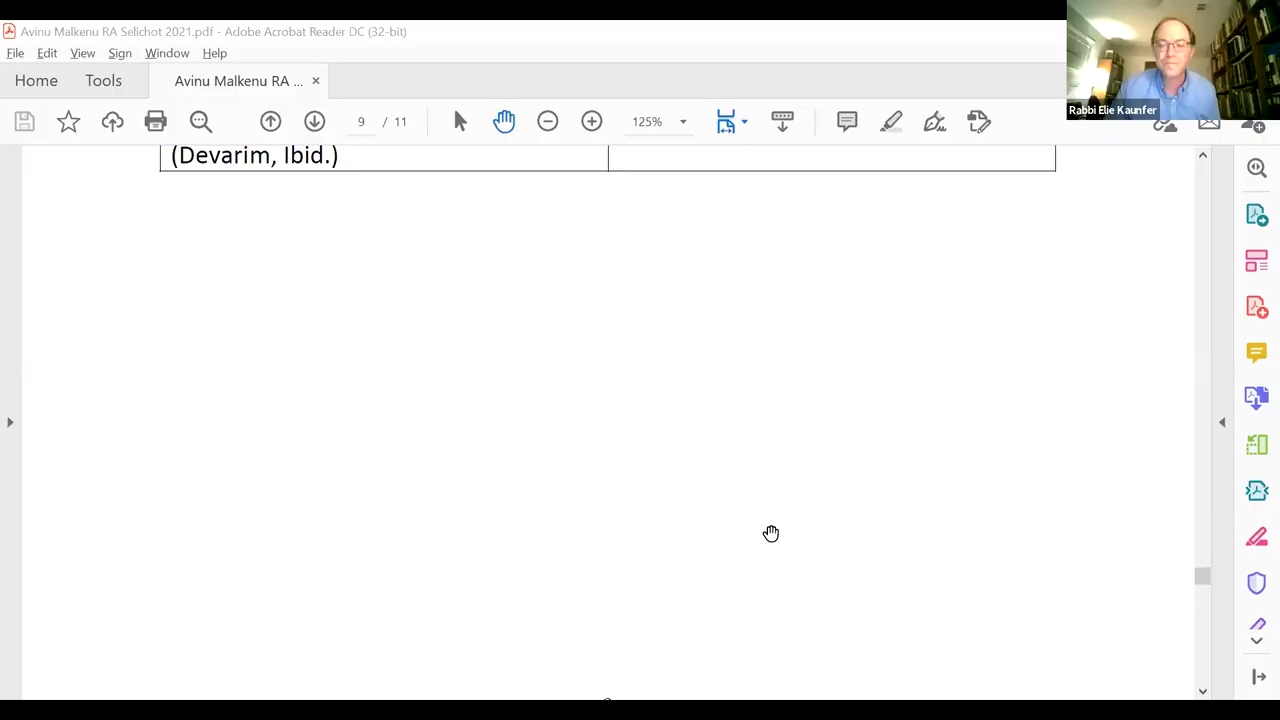 Avinu Malkenu RA Selichot 2021.pdf - Adobe Acrobat Reader DC (32-bit)
File Edit View Sign Window Help
Home Tools Avinu Malkenu RA ... ×
9 / 11 125%
Rabbi Elie Kaunfer
(Devarim, Ibid.)